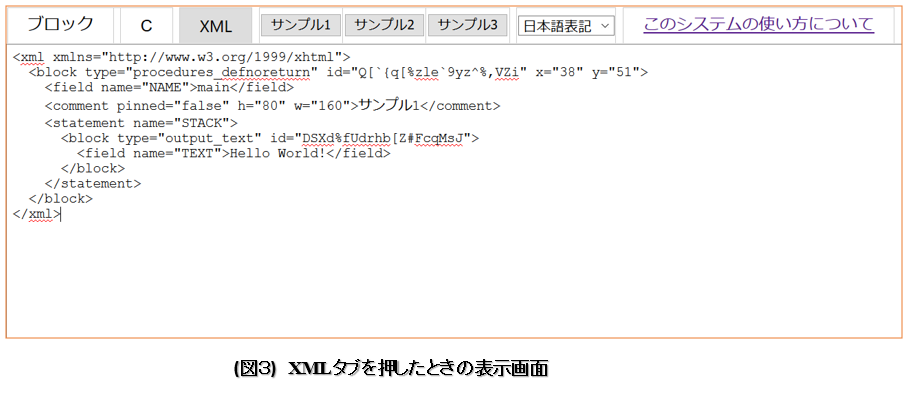 ブロック C XML サンプル1 サンプル2 サンプル3 日本語表記 このシステムの使い方について
<xml xmlns="http://www.w3.org/1999/xhtml">
  <block type="procedures_defnoreturn" id="Q[`{q[%zle`9yz^%,VZi" x="38" y="51">
    <field name="NAME">main</field>
    <comment pinned="false" h="80" w="160">サンプル1</comment>
    <statement name="STACK">
      <block type="output_text" id="DSXd%fUdrhb[Z#FcqMsJ">
        <field name="TEXT">Hello World!</field>
      </block>
    </statement>
  </block>
</xml>
(図3) XMLタブを押したときの表示画面